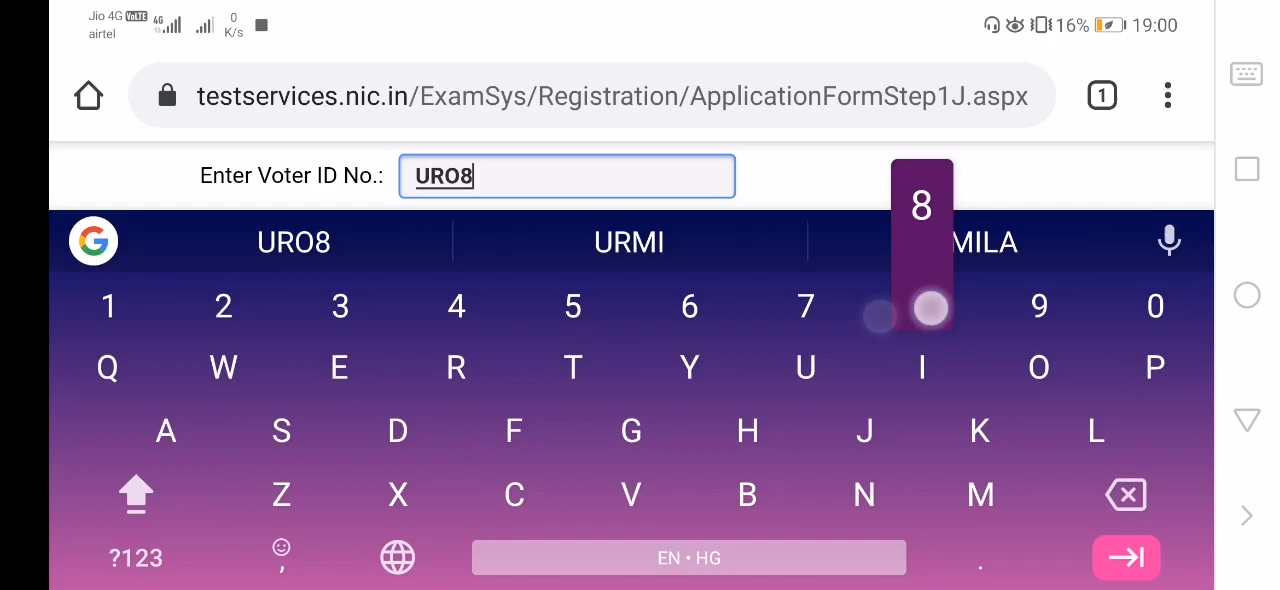 Jio 4G VoLTE 4G 0 K/s 16% 19:00
airtel
testservices.nic.in/ExamSys/Registration/ApplicationFormStep1J.aspx 1
Enter Voter ID No.: URO8
8
G URO8 URMI MILA
1 2 3 4 5 6 7 9 0
Q W E R T Y U I O P
A S D F G H J K L
Z X C V B N M
?123 , EN • HG .